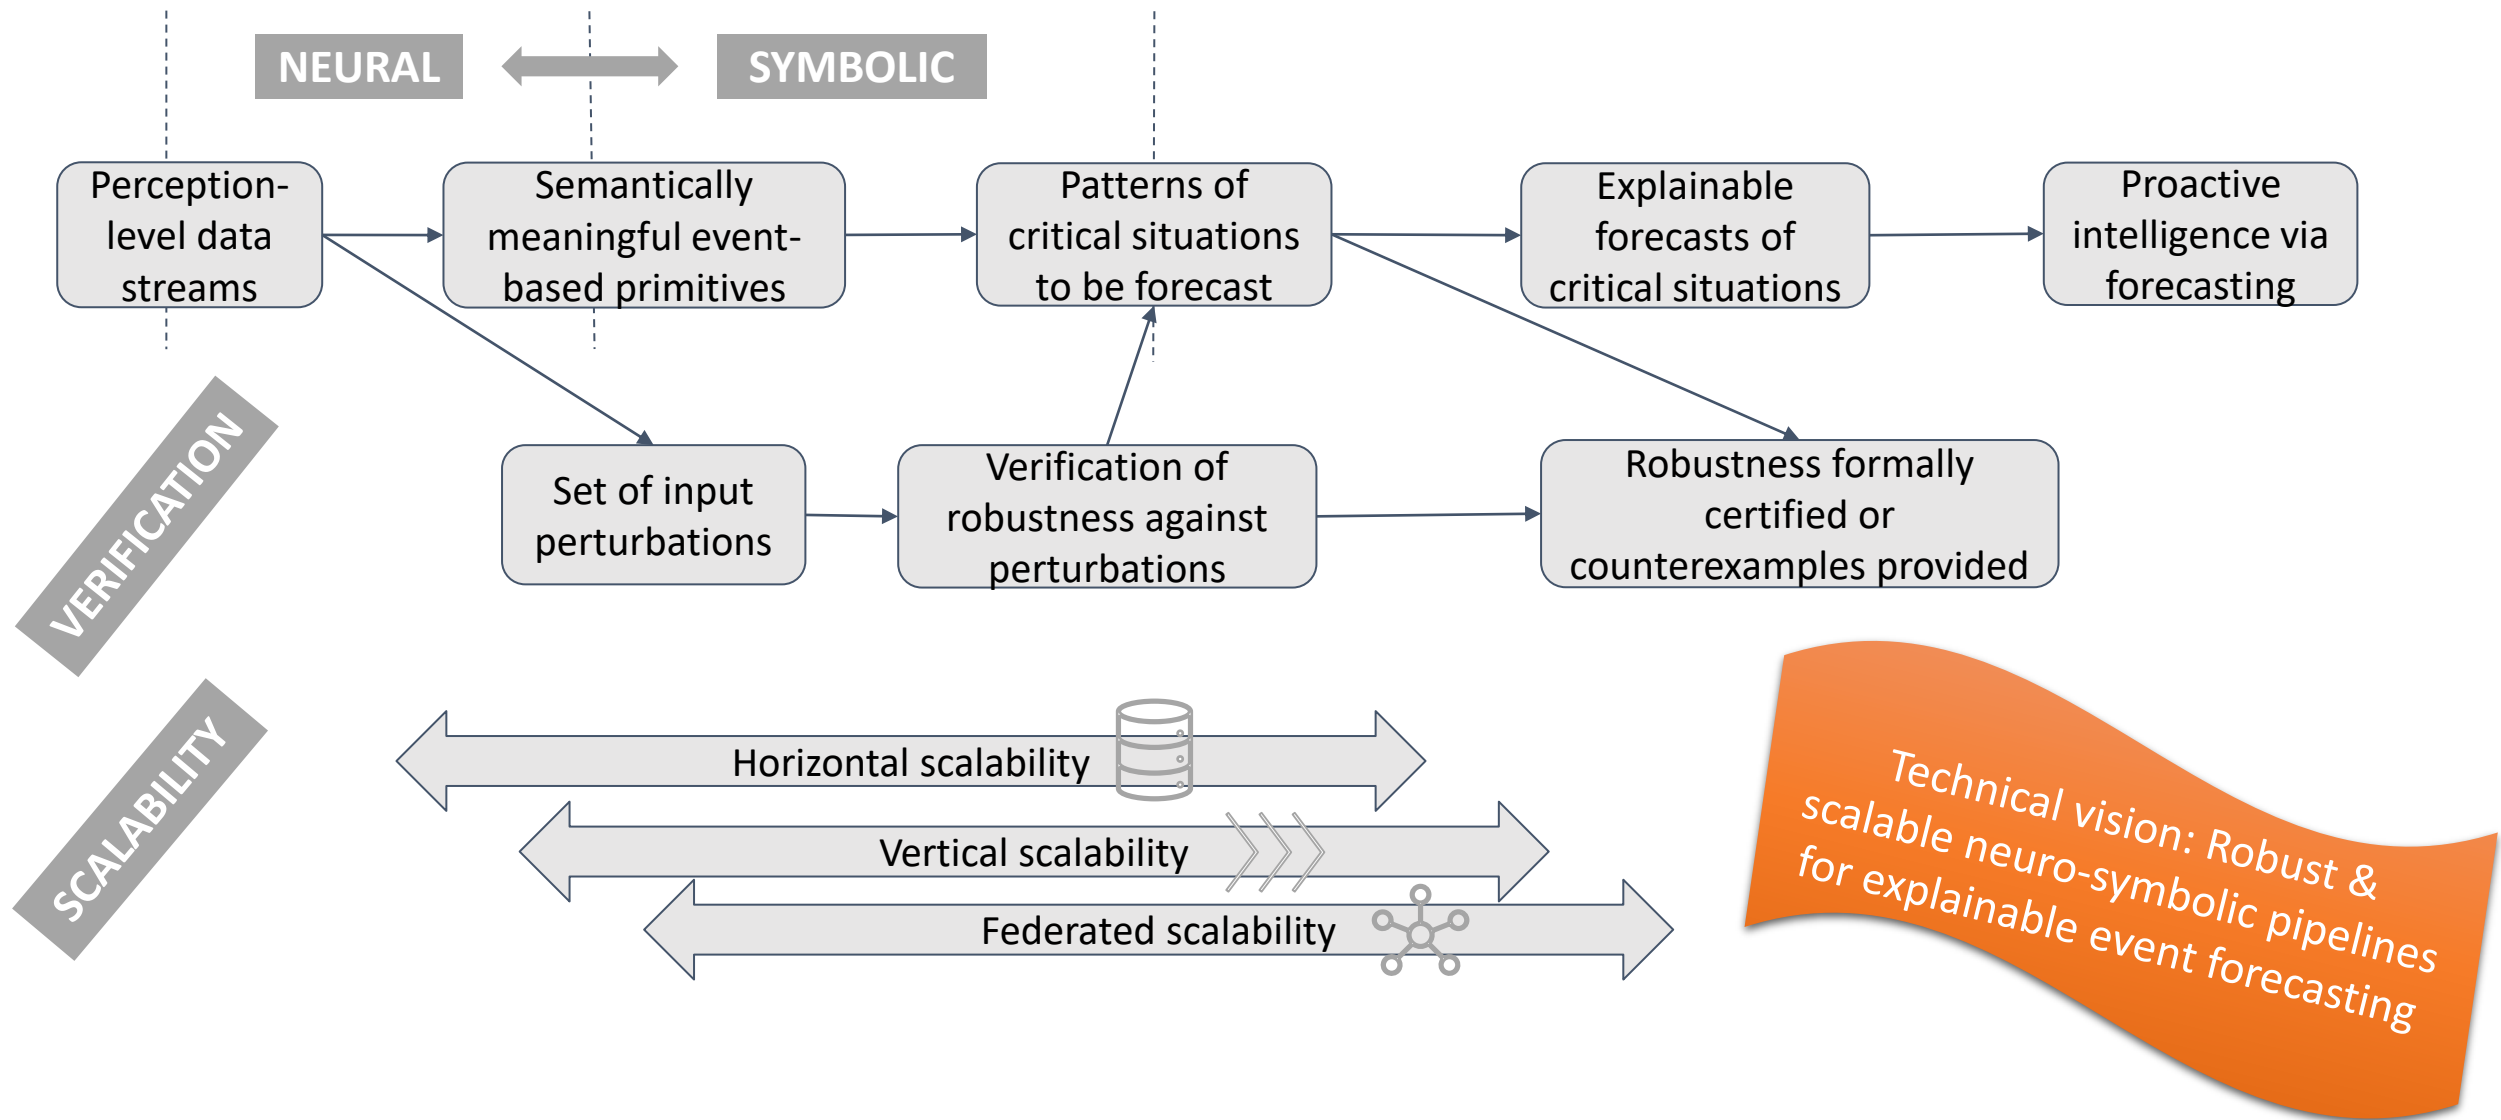 NEURAL
SYMBOLIC
Perception-
level data
streams
Semantically
meaningful event-
based primitives
Patterns of
critical situations
to be forecast
Explainable
forecasts of
critical situations
Proactive
intelligence via
forecasting
VERIFICATION
Set of input
perturbations
Verification of
robustness against
perturbations
Robustness formally
certified or
counterexamples provided
SCALABILITY
Horizontal scalability
Vertical scalability
Federated scalability
Technical vision: Robust &
scalable neuro-symbolic pipelines
for explainable event forecasting